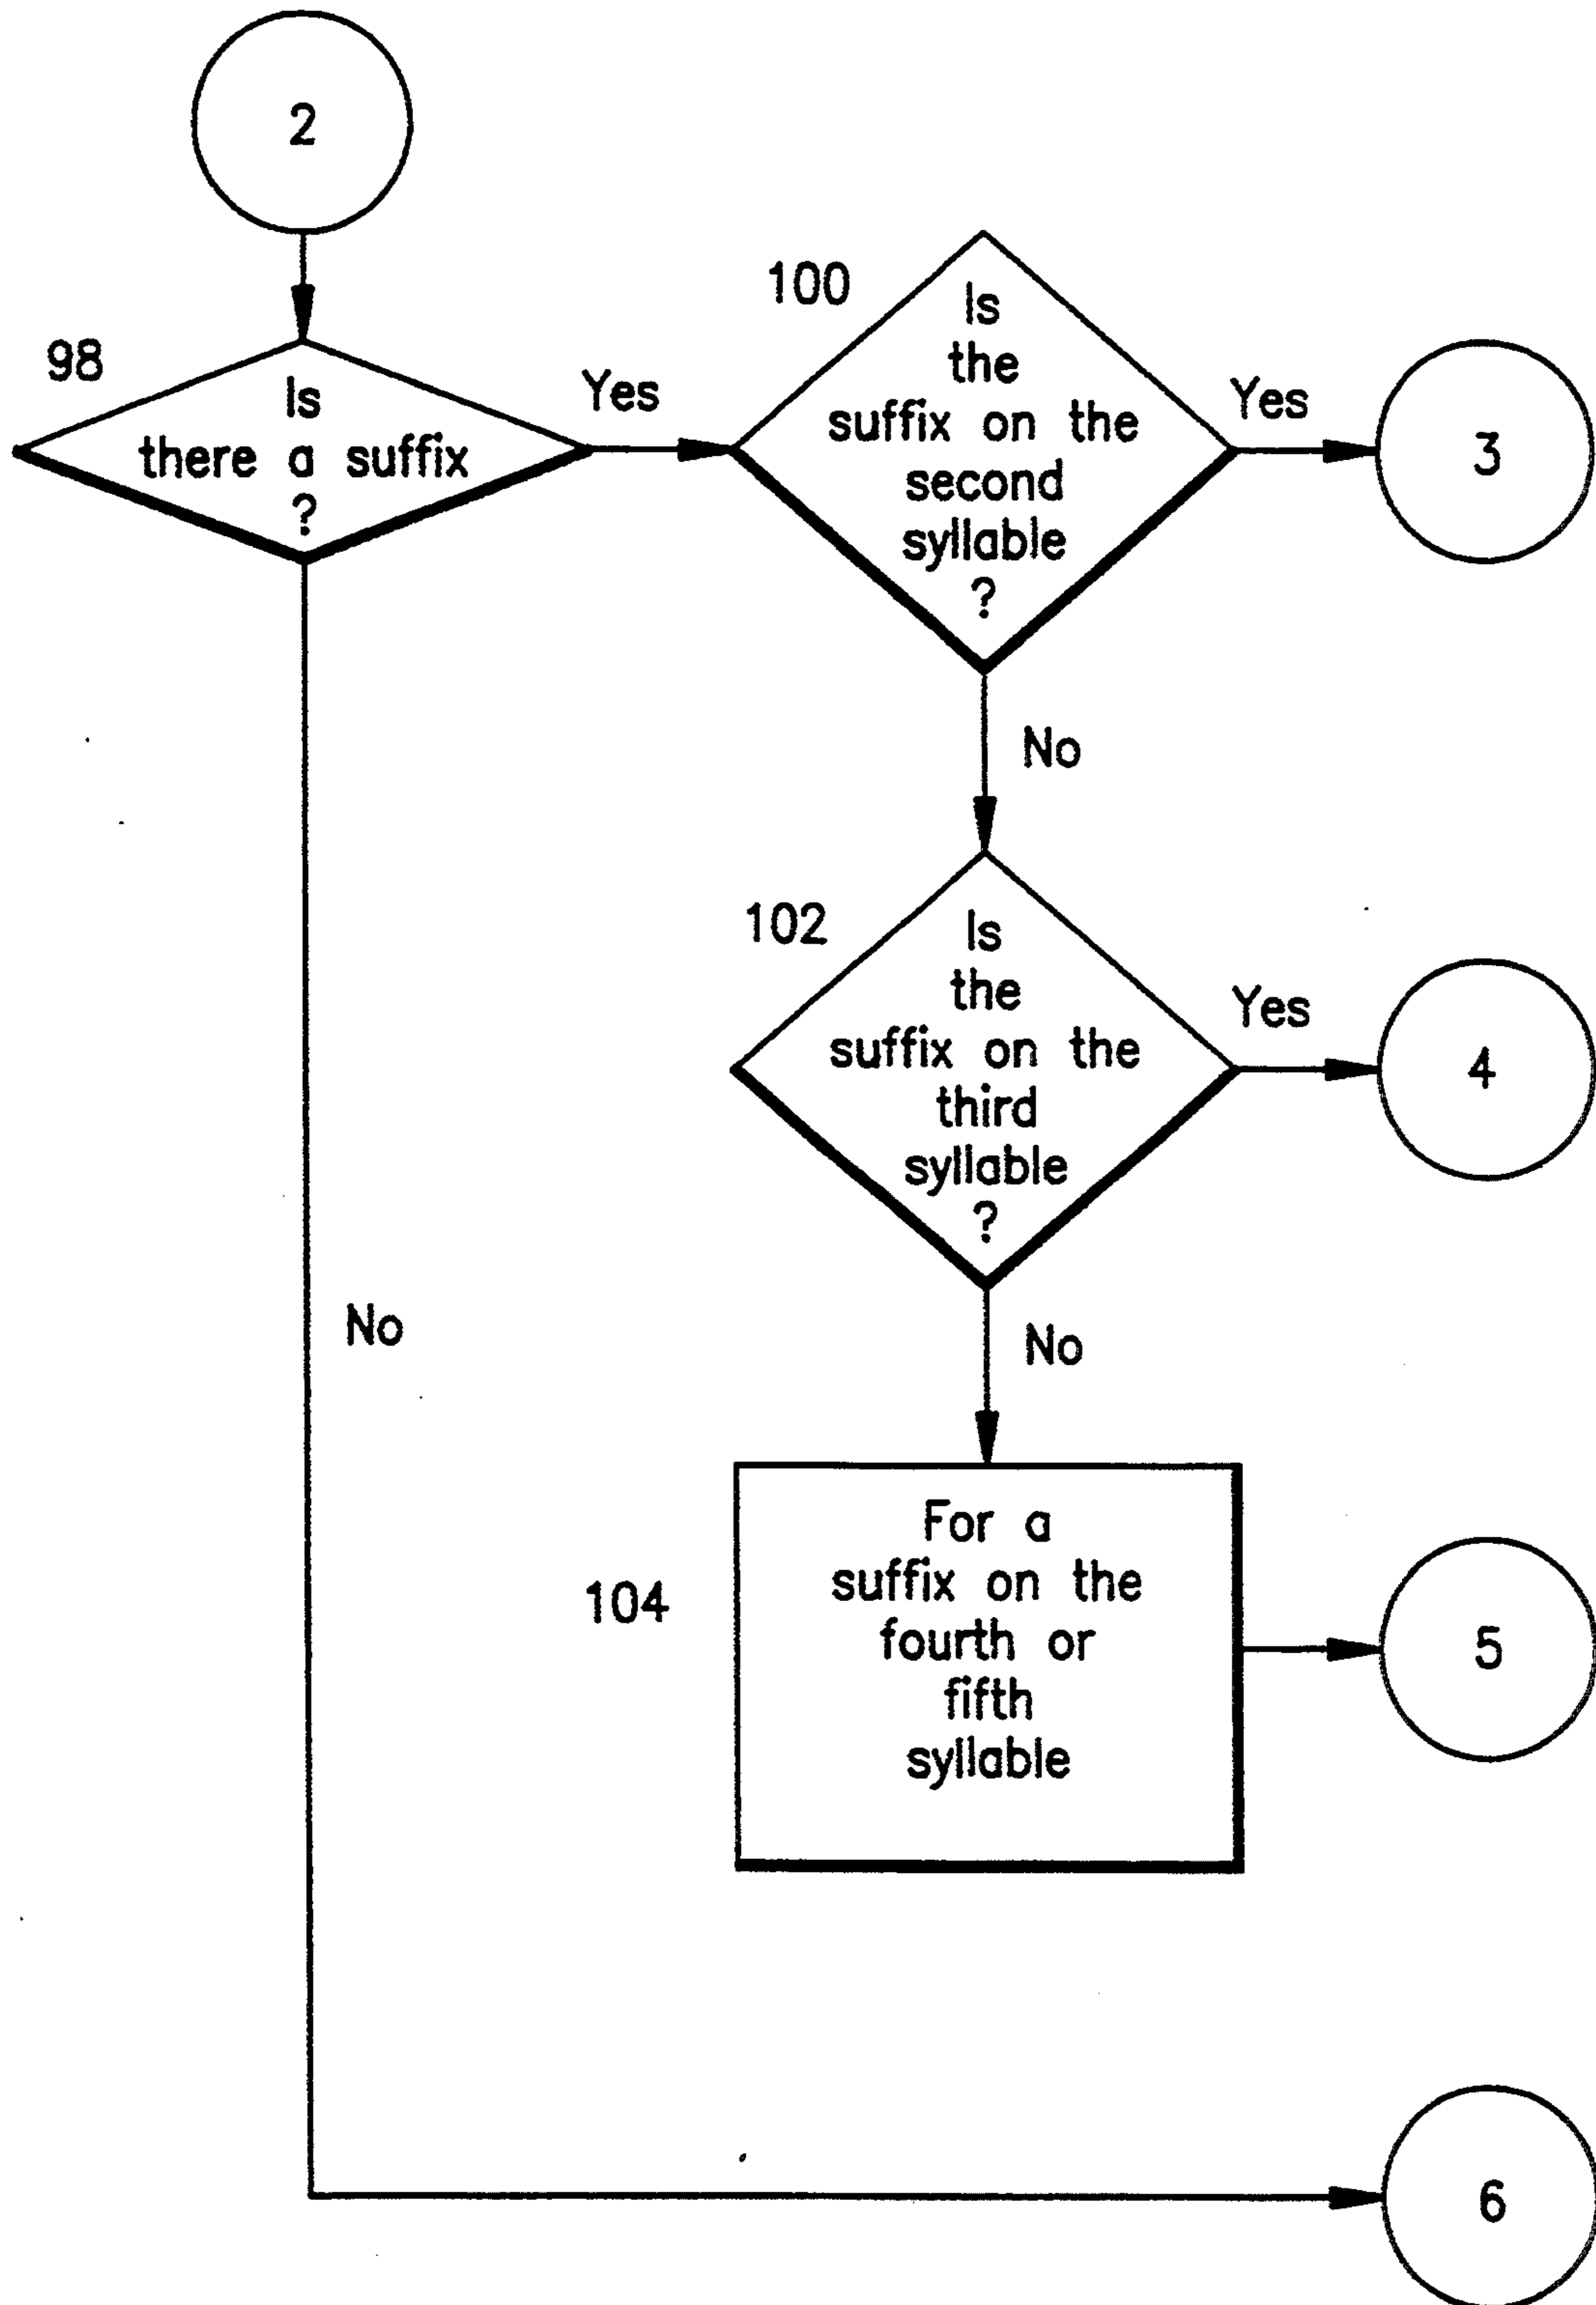 2
98
Is
there a suffix
?
Yes
100
Is
the
suffix on the
second
syllable
?
Yes
3
No
102
Is
the
suffix on the
third
syllable
?
Yes
4
No
No
104
For a
suffix on the
fourth or
fifth
syllable
5
6